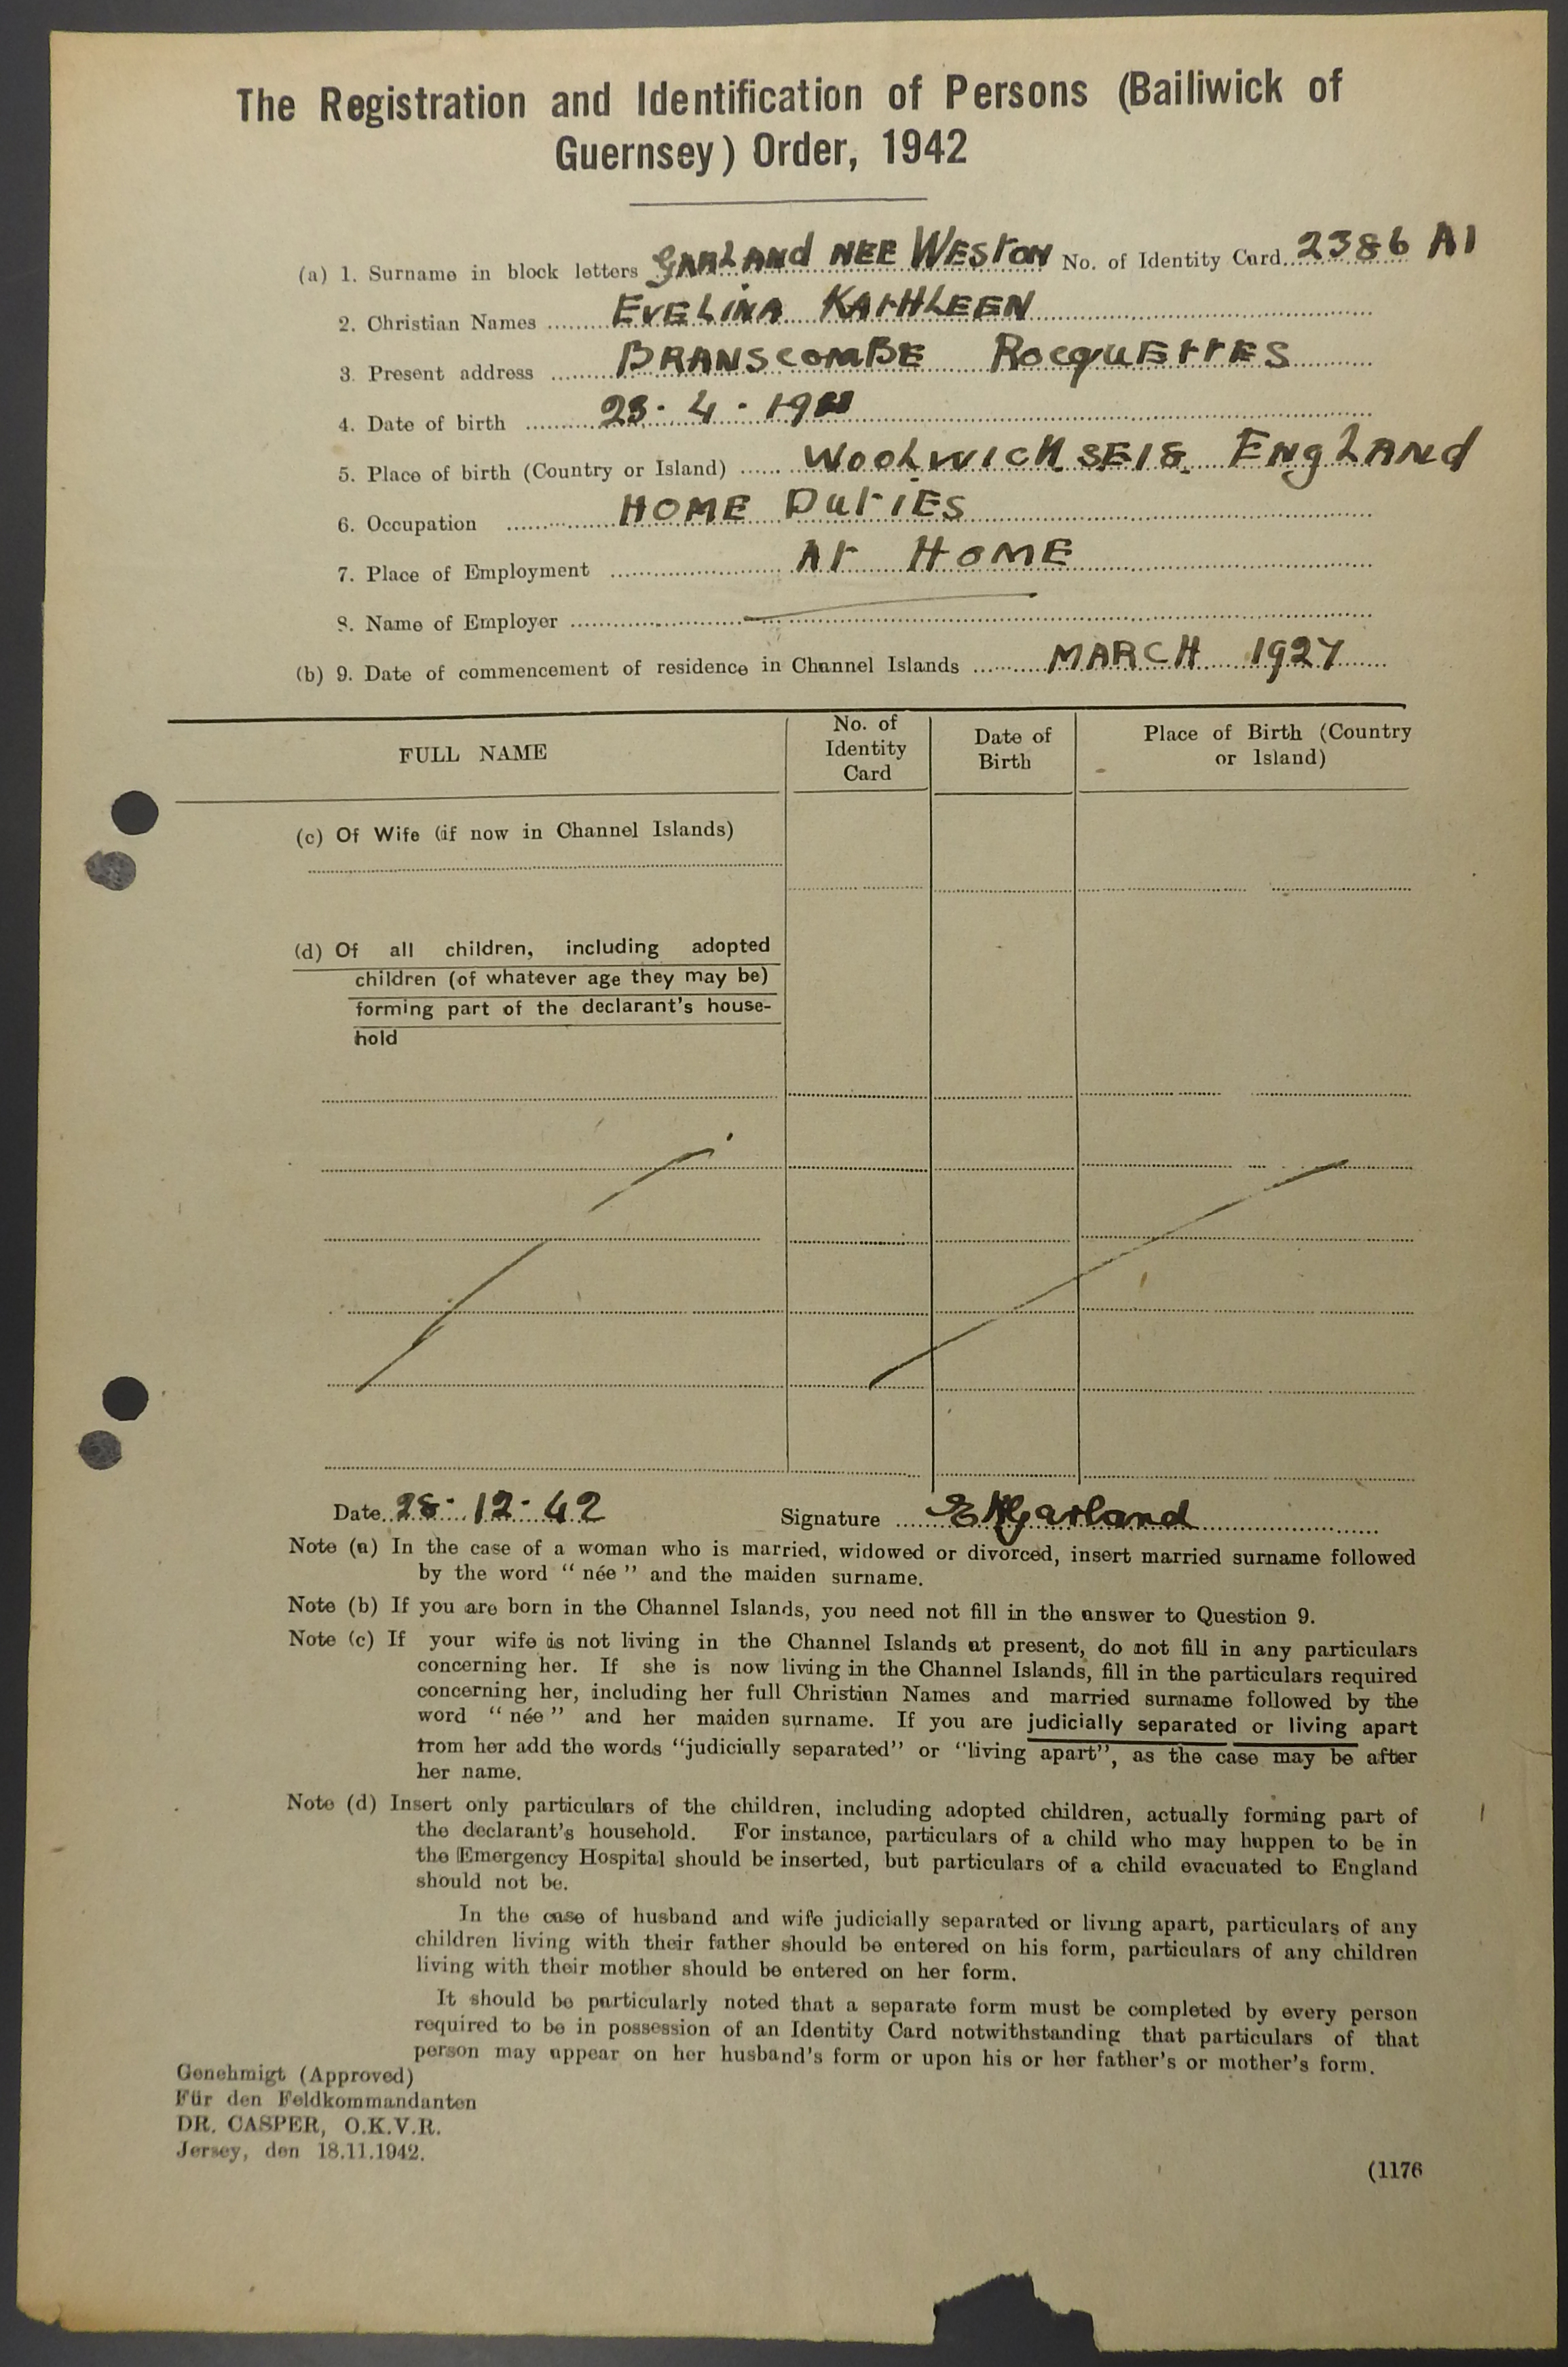 The Registration and Identification of Persons (Bailiwick of
Guernsey) Order, 1942
(a) 1. Surname in block letters GARLANd NEE WESTON No. of Identity Card 2386 A1
2. Christian Names EVELINA KATHLEEN
3. Present address BRANSCOMBE ROCQUETTES
4. Date of birth 23. 4. 19
5. Place of birth (Country or Island) WOOLWICH SE18. ENgLANd
6. Occupation HOME DUTIES
7. Place of Employment AT HOME
8. Name of Employer
(b) 9. Date of commencement of residence in Channel Islands MARCH 1927
FULL NAME
No. of Identity Card
Date of Birth
Place of Birth (Country or Island)
(c) Of Wife (if now in Channel Islands)
(d) Of all children, including adopted
children (of whatever age they may be)
forming part of the declarant's house-
hold
Date 28. 12. 42 Signature EKGarland
Note (a) In the case of a woman who is married, widowed or divorced, insert married surname followed
by the word "née" and the maiden surname.
Note (b) If you are born in the Channel Islands, you need not fill in the answer to Question 9.
Note (c) If your wife is not living in the Channel Islands at present, do not fill in any particulars
concerning her. If she is now living in the Channel Islands, fill in the particulars required
concerning her, including her full Christian Names and married surname followed by the
word "née" and her maiden surname. If you are judicially separated or living apart
from her add the words "judicially separated" or "living apart", as the case may be after
her name.
Note (d) Insert only particulars of the children, including adopted children, actually forming part of
the declarant's household. For instance, particulars of a child who may happen to be in
the Emergency Hospital should be inserted, but particulars of a child evacuated to England
should not be.
In the case of husband and wife judicially separated or living apart, particulars of any
children living with their father should be entered on his form, particulars of any children
living with their mother should be entered on her form.
It should be particularly noted that a separate form must be completed by every person
required to be in possession of an Identity Card notwithstanding that particulars of that
person may appear on her husband's form or upon his or her father's or mother's form.
Genehmigt (Approved)
Für den Feldkommandanten
DR. CASPER, O.K.V.R.
Jersey, den 18.11.1942.
(1176